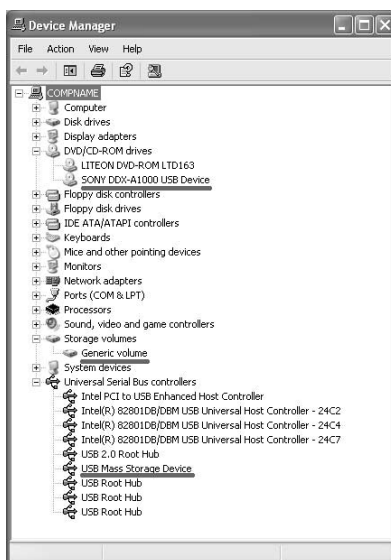 Device Manager
File Action View Help
COMPNAME
Computer
Disk drives
Display adapters
DVD/CD-ROM drives
LITEON DVD-ROM LTD163
SONY DDX-A1000 USB Device
Floppy disk controllers
Floppy disk drives
IDE ATA/ATAPI controllers
Keyboards
Mice and other pointing devices
Monitors
Network adapters
Ports (COM & LPT)
Processors
Sound, video and game controllers
Storage volumes
Generic volume
System devices
Universal Serial Bus controllers
Intel PCI to USB Enhanced Host Controller
Intel(R) 82801DB/DBM USB Universal Host Controller - 24C2
Intel(R) 82801DB/DBM USB Universal Host Controller - 24C4
Intel(R) 82801DB/DBM USB Universal Host Controller - 24C7
USB 2.0 Root Hub
USB Mass Storage Device
USB Root Hub
USB Root Hub
USB Root Hub